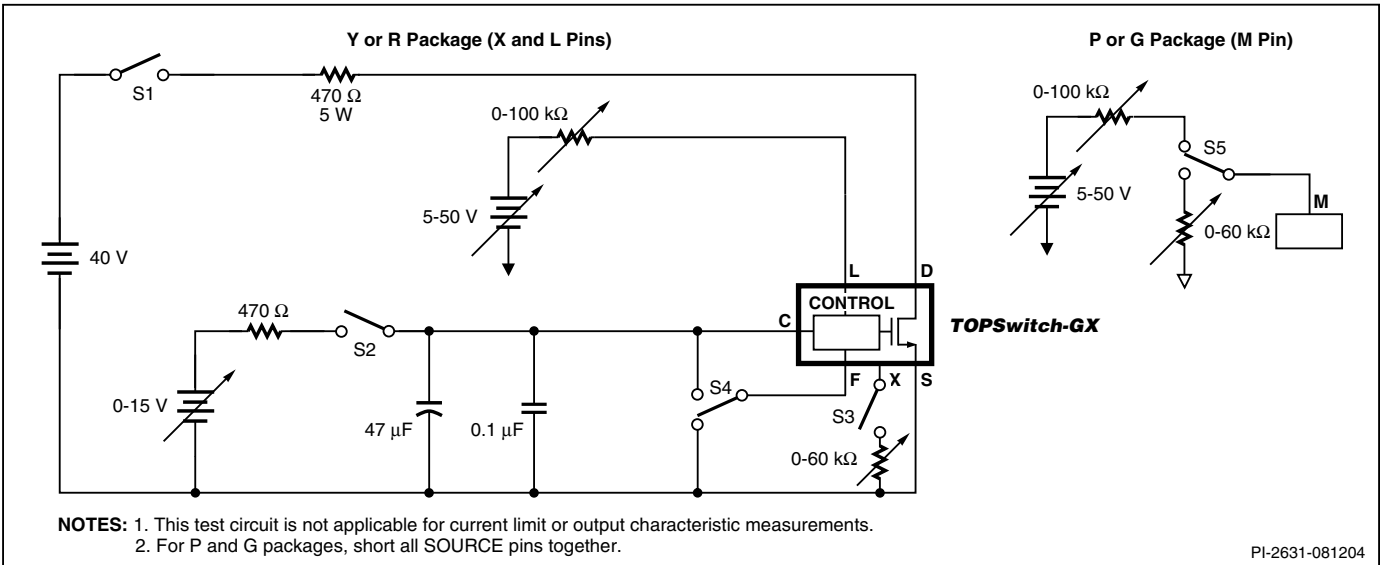 Y or R Package (X and L Pins)
P or G Package (M Pin)
S1
470 Ω
5 W
0-100 kΩ
5-50 V
40 V
470 Ω
S2
0-15 V
47 µF
0.1 µF
S4
L
D
CONTROL
C
TOPSwitch-GX
F
X
S
S3
0-60 kΩ
0-100 kΩ
S5
5-50 V
M
0-60 kΩ
NOTES: 1. This test circuit is not applicable for current limit or output characteristic measurements.
2. For P and G packages, short all SOURCE pins together.
PI-2631-081204